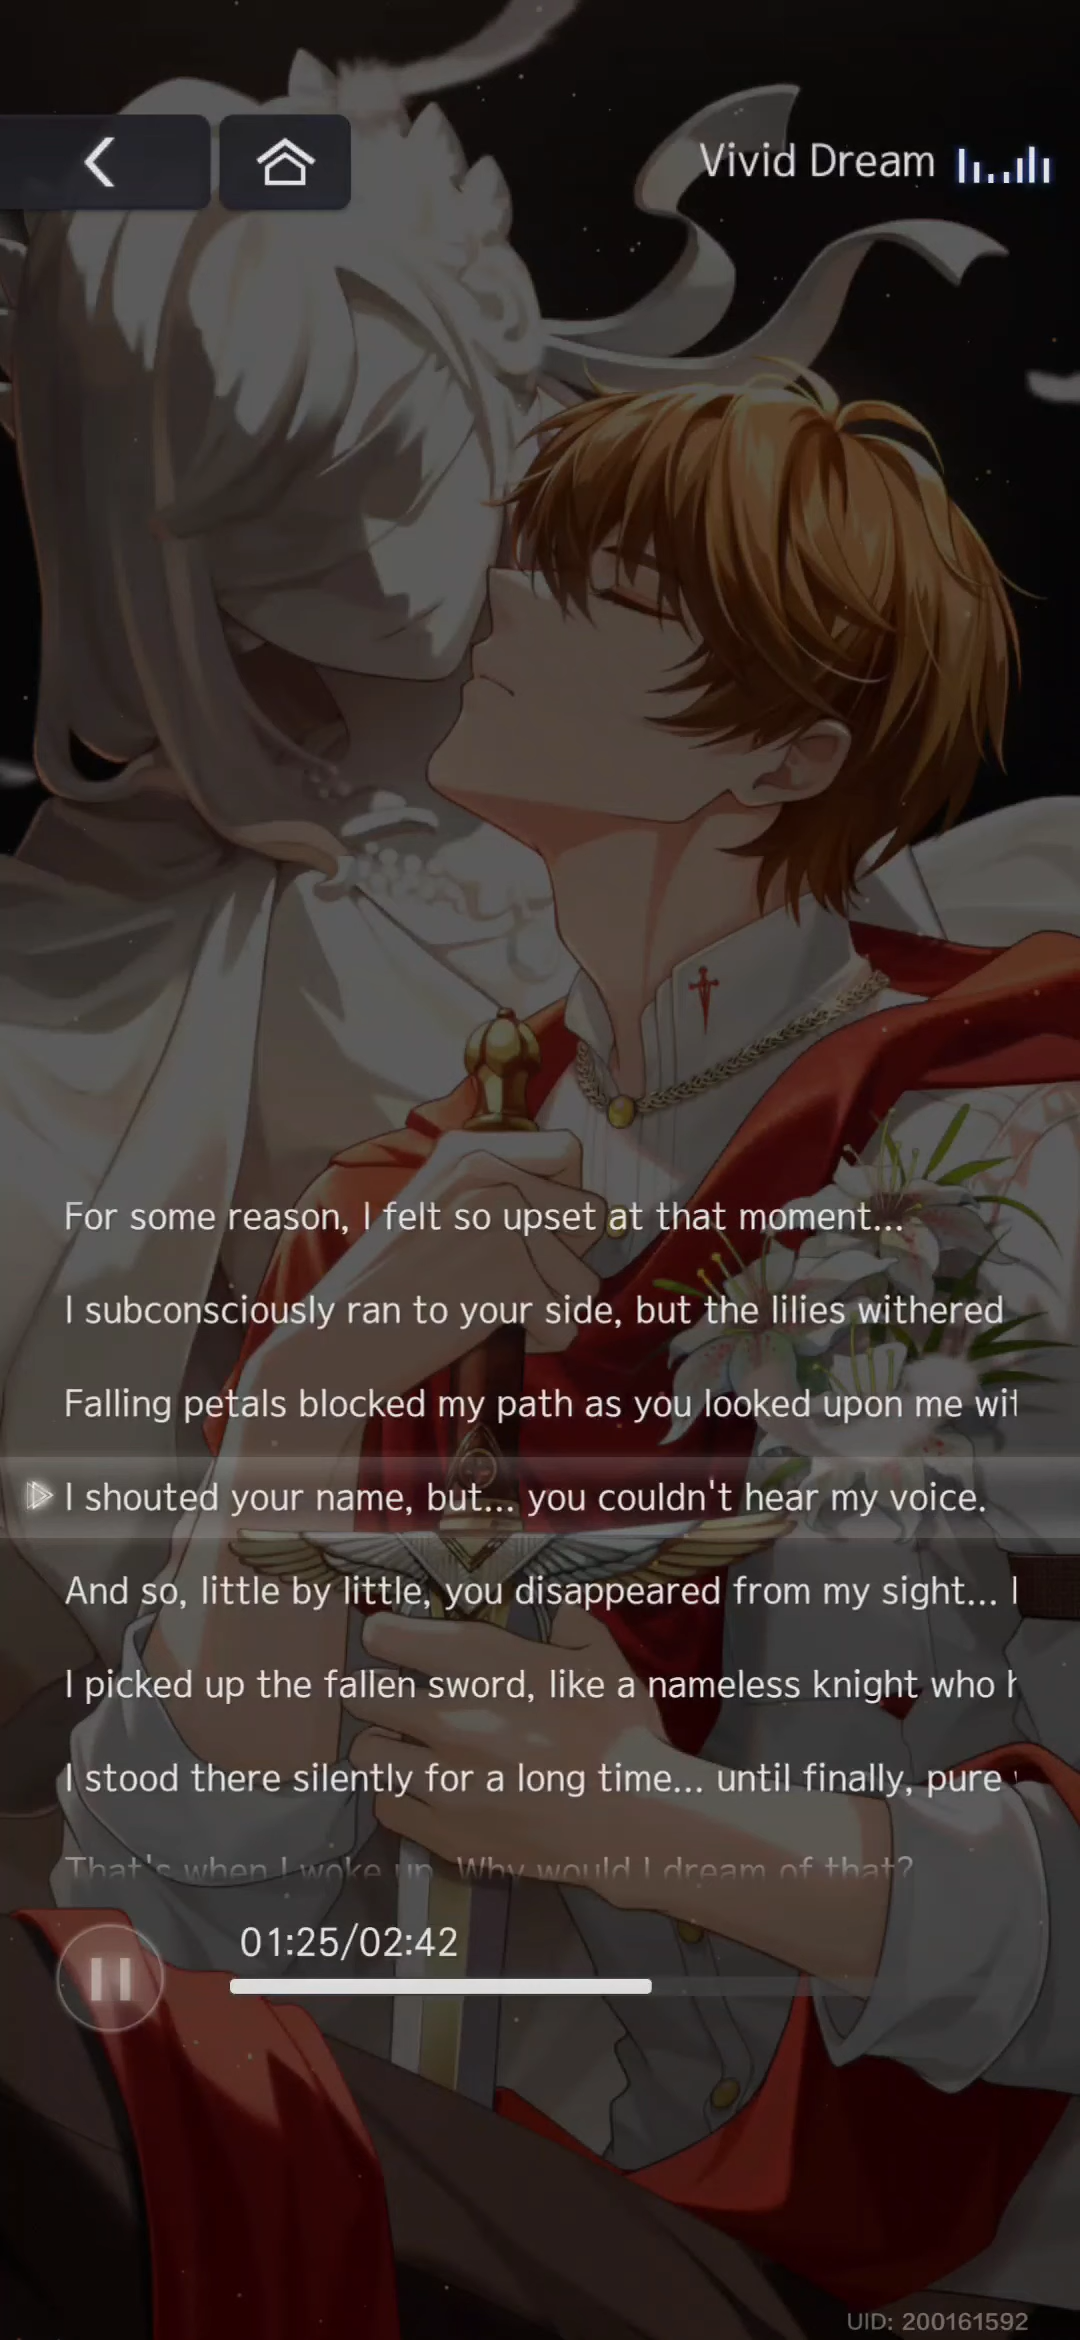 Vivid Dream
For some reason, I felt so upset at that moment...
I subconsciously ran to your side, but the lilies withered
Falling petals blocked my path as you looked upon me
I shouted your name, but... you couldn't hear my voice.
And so, little by little, you disappeared from my sight...
I picked up the fallen sword, like a nameless knight who
I stood there silently for a long time... until finally, pure
That's when I woke up. Why would I dream of that?
01:25/02:42
UID: 200161592